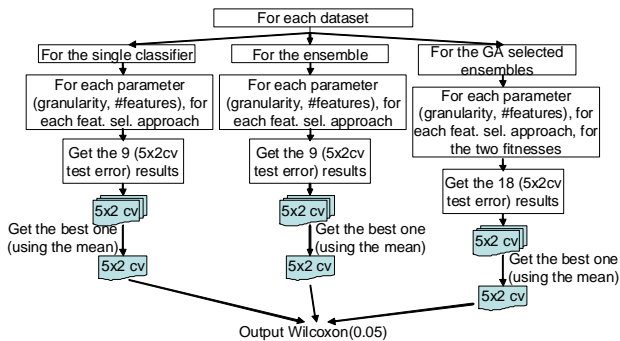 For each dataset
For the single classifier
For the ensemble
For the GA selected
ensembles
For each parameter
(granularity, #features), for
each feat. sel. approach
For each parameter
(granularity, #features), for
each feat. sel. approach
For each parameter
(granularity, #features), for
each feat. sel. approach, for
the two fitnesses
Get the 9 (5x2cv
test error) results
Get the 9 (5x2cv
test error) results
Get the 18 (5x2cv
test error) results
5x2 cv
5x2 cv
5x2 cv
Get the best one
(using the mean)
Get the best one
(using the mean)
Get the best one
(using the mean)
5x2 cv
5x2 cv
5x2 cv
Output Wilcoxon(0.05)